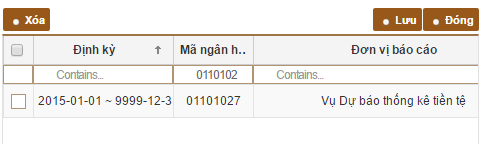 Xóa Lưu Đóng
Định kỳ Mã ngân h.. Đơn vị báo cáo
Contains... 0110102 Contains...
2015-01-01 ~ 9999-12-3 01101027 Vụ Dự báo thống kê tiền tệ